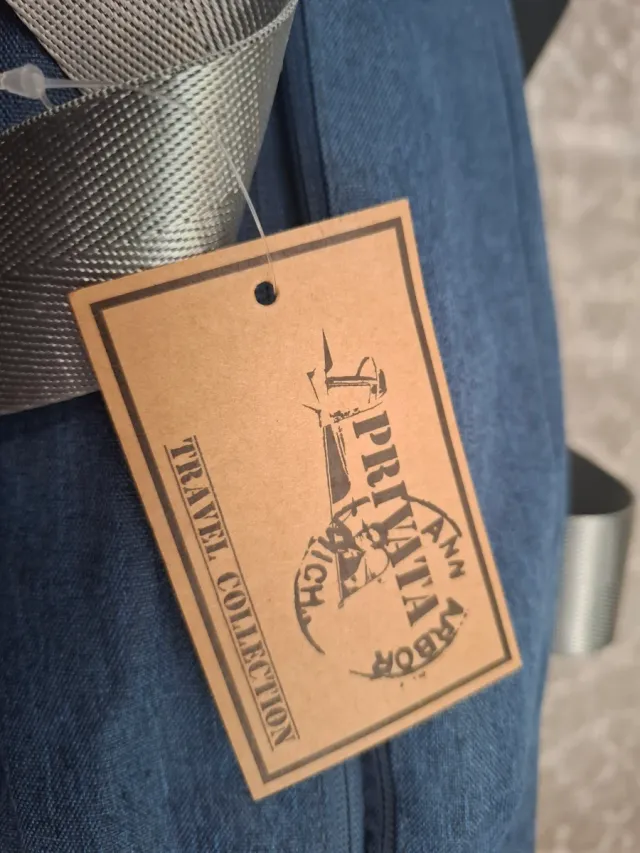 PRIVATA
ANN ARBOR
MICH.
TRAVEL COLLECTION